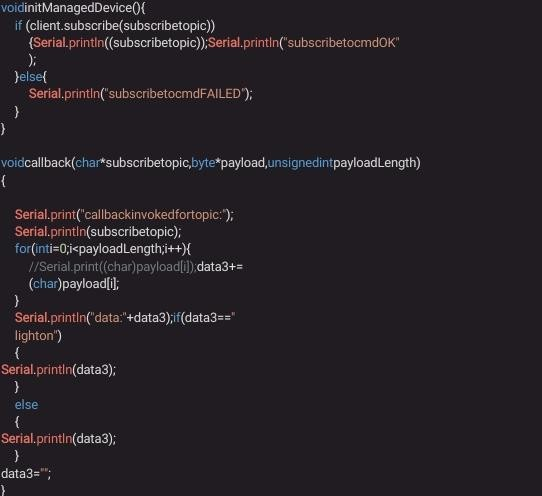 voidinitManagedDevice(){
if (client.subscribe(subscribetopic))
{Serial.println((subscribetopic));Serial.println("subscribetocmdOK"
);
}else{
Serial.println("subscribetocmdFAILED");
}
}
voidcallback(char*subscribetopic,byte*payload,unsignedintpayloadLength)
{
Serial.print("callbackinvokedfortopic:");
Serial.println(subscribetopic);
for(inti=0;i<payloadLength;i++){
//Serial.print((char)payload[i]);data3+=
(char)payload[i];
}
Serial.println("data:"+data3);if(data3=="
lighton")
{
Serial.println(data3);
}
else
{
Serial.println(data3);
}
data3="";
}